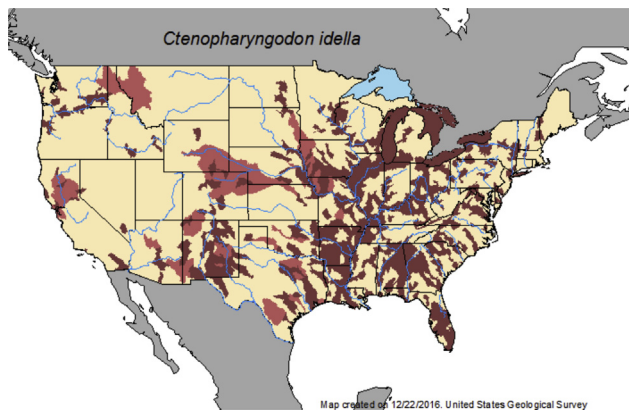 Ctenopharyngodon idella
Map created on 12/22/2016. United States Geological Survey